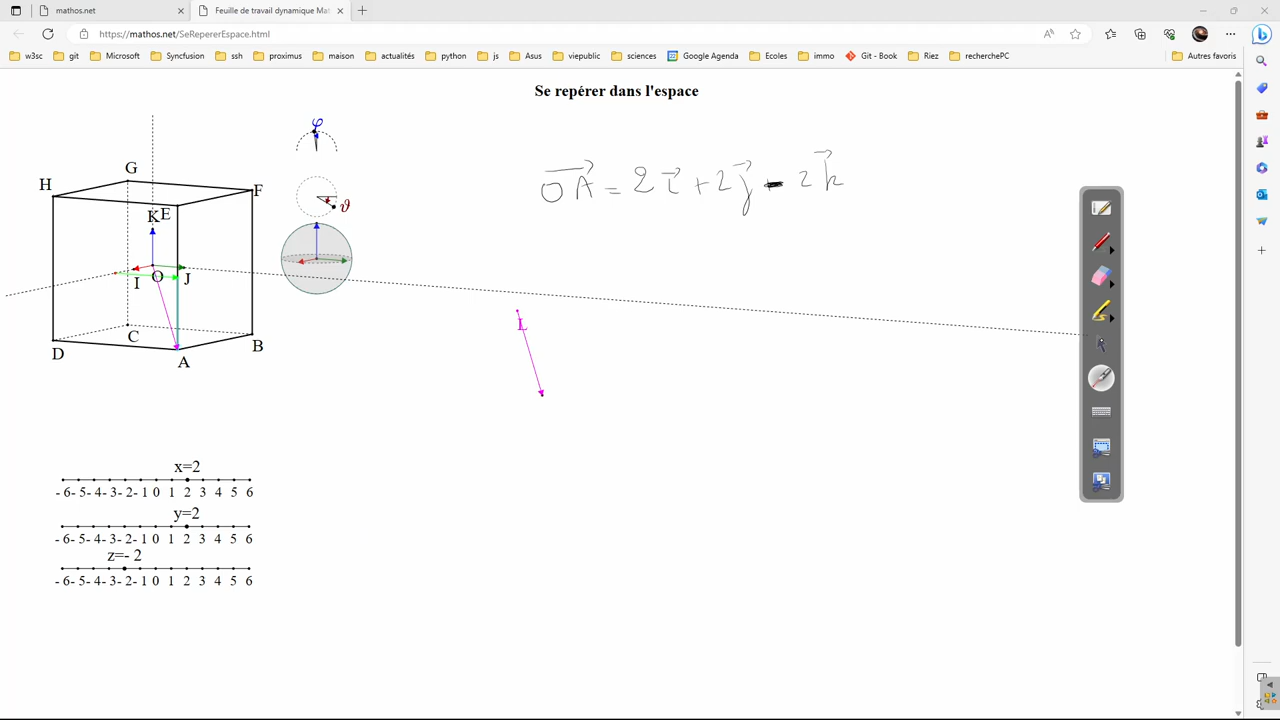 mathos.net
Feuille de travail dynamique Mat
https://mathos.net/SeRepererEspace.html
w3sc git Microsoft Syncfusion ssh proximus maison actualités python js Asus viepublic sciences Google Agenda Ecoles immo Git - Book Riez recherchePC Autres favoris
Se repérer dans l'espace
φ
OA = 2i + 2j - 2k
G
H
F
ϑ
K E
O J
I
L
C
B
D
A
x=2
- 6 - 5 - 4 - 3 - 2 - 1 0 1 2 3 4 5 6
y=2
- 6 - 5 - 4 - 3 - 2 - 1 0 1 2 3 4 5 6
z=- 2
- 6 - 5 - 4 - 3 - 2 - 1 0 1 2 3 4 5 6